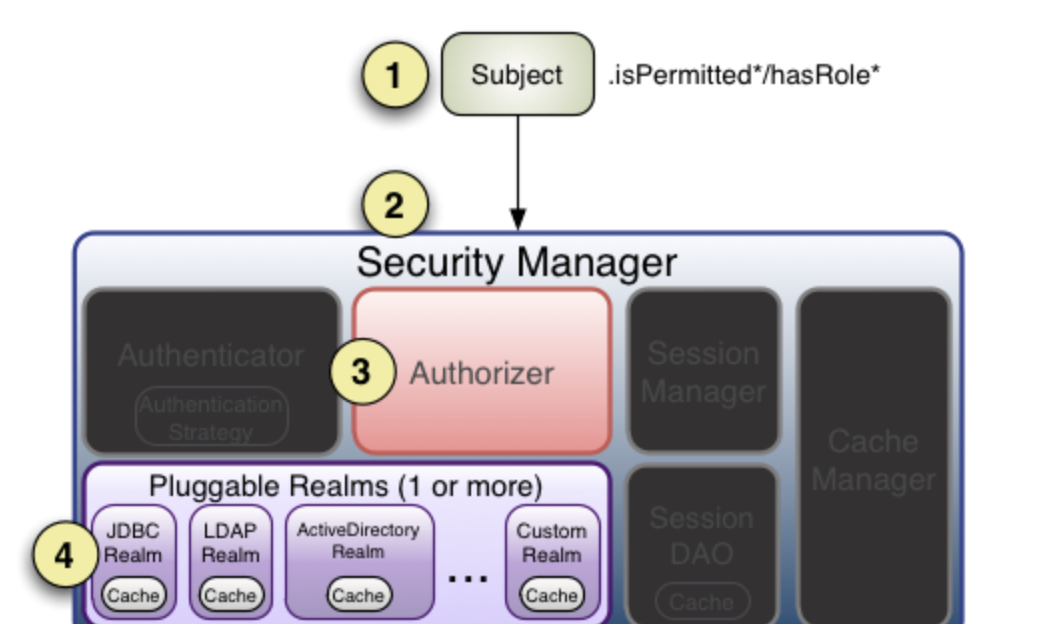 1
Subject
.isPermitted*/hasRole*
2
Security Manager
Authenticator
Authentication
Strategy
3
Authorizer
Session
Manager
Cache
Manager
Pluggable Realms (1 or more)
4
JDBC
Realm
Cache
LDAP
Realm
Cache
ActiveDirectory
Realm
Cache
...
Custom
Realm
Cache
Session
DAO
Cache